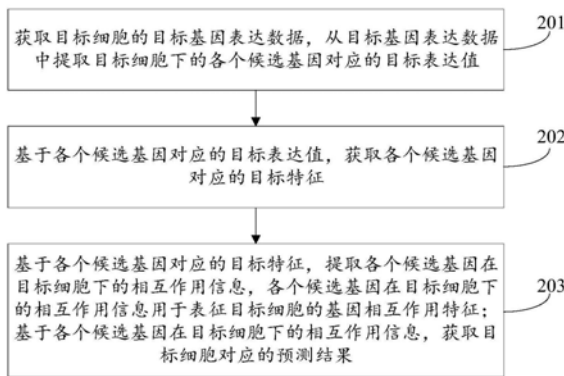 获取目标细胞的目标基因表达数据，从目标基因表达数据
中提取目标细胞下的各个候选基因对应的目标表达值
201
基于各个候选基因对应的目标表达值，获取各个候选基因
对应的目标特征
202
基于各个候选基因对应的目标特征，提取各个候选基因在
目标细胞下的相互作用信息，各个候选基因在目标细胞下
的相互作用信息用于表征目标细胞的基因相互作用特征；
基于各个候选基因在目标细胞下的相互作用信息，获取目
标细胞对应的预测结果
203